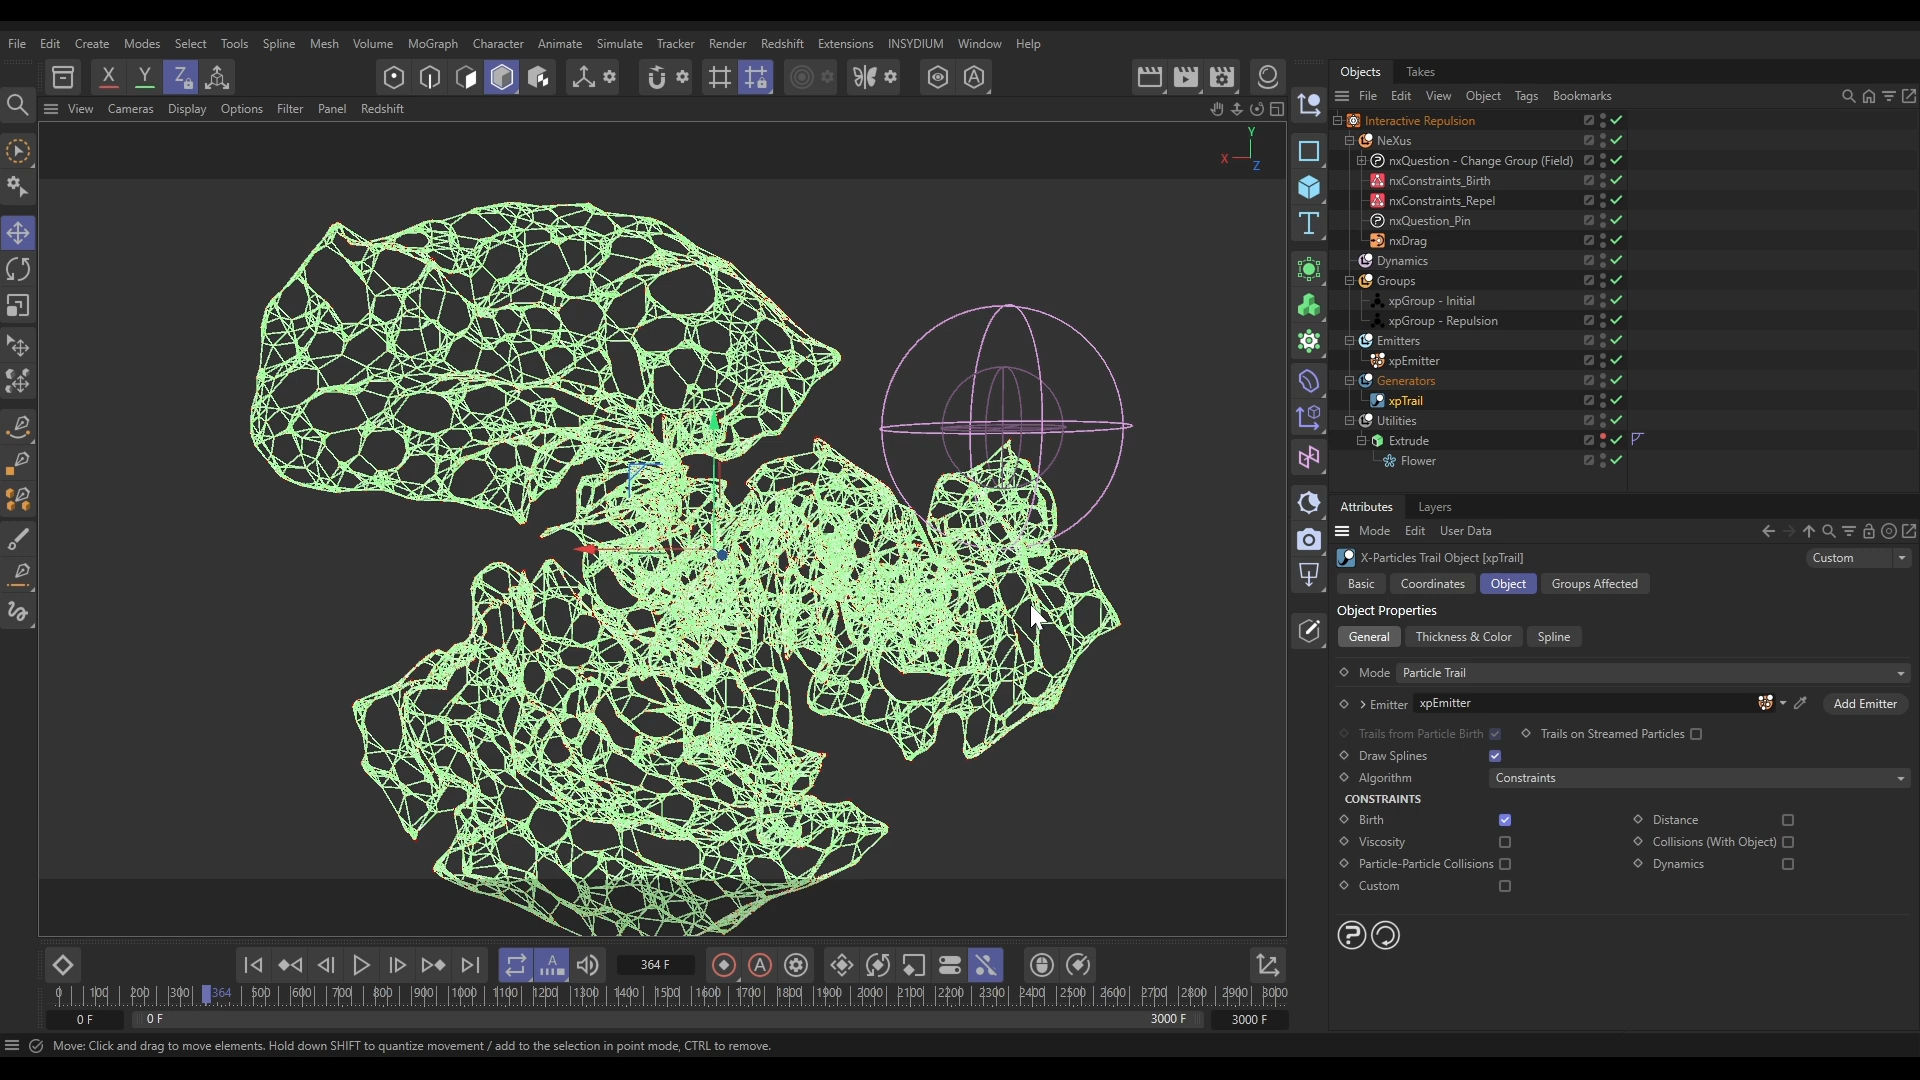 File Edit Create Modes Select Tools Spline Mesh Volume MoGraph Character Animate Simulate Tracker Render Redshift Extensions INSYDIUM Window Help
X Y Z
View Cameras Display Options Filter Panel Redshift
Y
X
Z
Objects Takes
File Edit View Object Tags Bookmarks
Interactive Repulsion
NeXus
nxQuestion - Change Group (Field)
nxConstraints_Birth
nxConstraints_Repel
nxQuestion_Pin
nxDrag
Dynamics
Groups
xpGroup - Initial
xpGroup - Repulsion
Emitters
xpEmitter
Generators
xpTrail
Utilities
Extrude
Flower
Attributes Layers
Mode Edit User Data
X-Particles Trail Object [xpTrail] Custom
Basic Coordinates Object Groups Affected
Object Properties
General Thickness & Color Spline
Mode Particle Trail
Emitter xpEmitter Add Emitter
Trails from Particle Birth Trails on Streamed Particles
Draw Splines
Algorithm Constraints
CONSTRAINTS
Birth Distance
Viscosity Collisions (With Object)
Particle-Particle Collisions Dynamics
Custom
364 F
0 100 200 300 364 500 600 700 800 900 1000 1100 1200 1300 1400 1500 1600 1700 1800 1900 2000 2100 2200 2300 2400 2500 2600 2700 2800 2900 3000
0 F 0 F 3000 F 3000 F
Move: Click and drag to move elements. Hold down SHIFT to quantize movement / add to the selection in point mode, CTRL to remove.